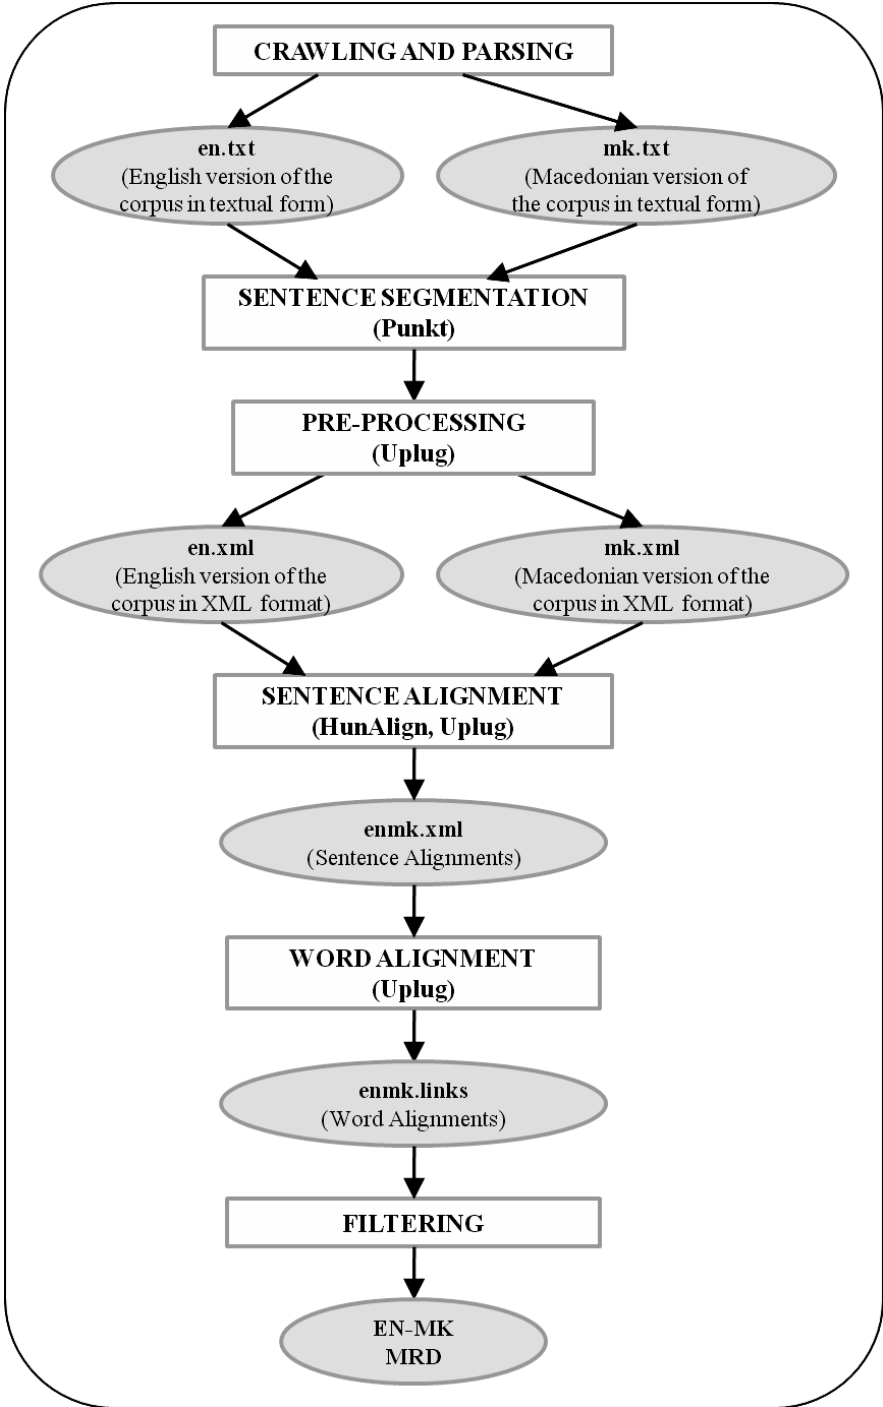 CRAWLING AND PARSING
en.txt
(English version of the
corpus in textual form)
mk.txt
(Macedonian version of
the corpus in textual form)
SENTENCE SEGMENTATION
(Punkt)
PRE-PROCESSING
(Uplug)
en.xml
(English version of the
corpus in XML format)
mk.xml
(Macedonian version of the
corpus in XML format)
SENTENCE ALIGNMENT
(HunAlign, Uplug)
enmk.xml
(Sentence Alignments)
WORD ALIGNMENT
(Uplug)
enmk.links
(Word Alignments)
FILTERING
EN-MK
MRD